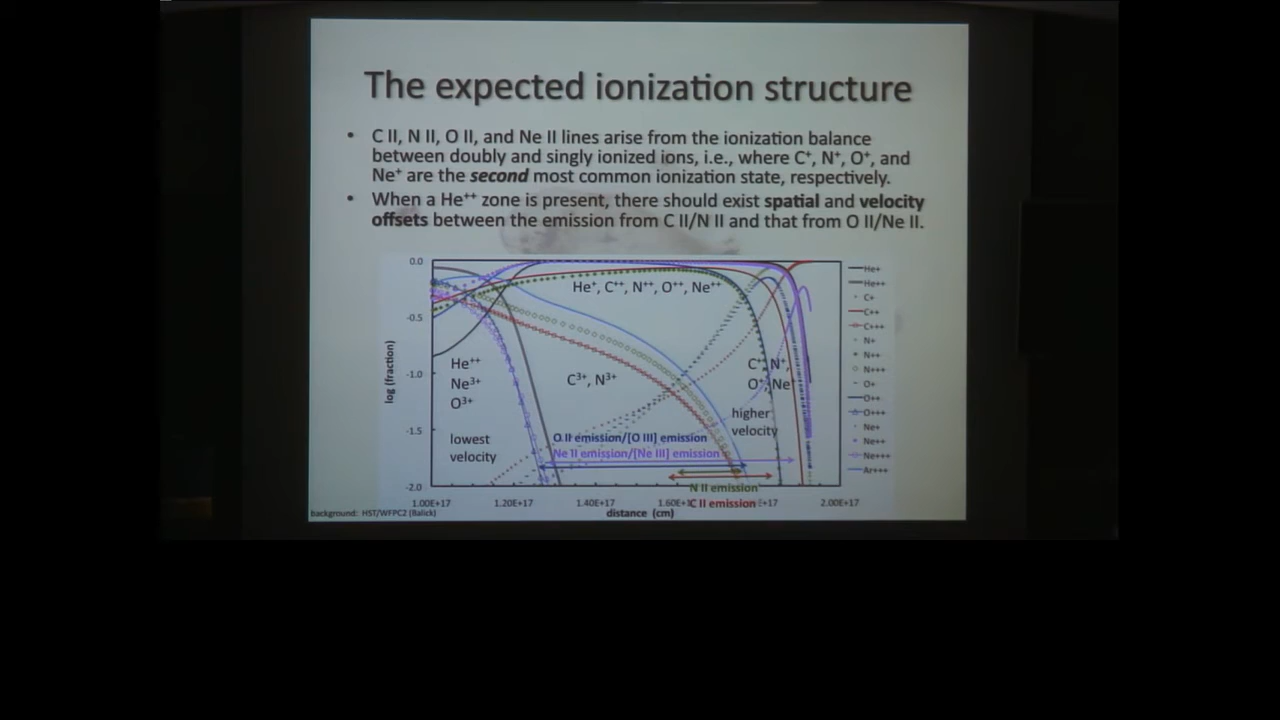 The expected ionization structure
• C II, N II, O II, and Ne II lines arise from the ionization balance
between doubly and singly ionized ions, i.e., where C⁺, N⁺, O⁺, and
Ne⁺ are the second most common ionization state, respectively.
• When a He⁺⁺ zone is present, there should exist spatial and velocity
offsets between the emission from C II/N II and that from O II/Ne II.
0.0
-0.5
-1.0
-1.5
-2.0
log (fraction)
He⁺, C⁺⁺, N⁺⁺, O⁺⁺, Ne⁺⁺
He⁺⁺
Ne³⁺
O³⁺
C³⁺, N³⁺
C⁺, N⁺,
O⁺, Ne⁺
higher
velocity
lowest
velocity
O II emission/[O III] emission
Ne II emission/[Ne III] emission
N II emission
C II emission
1.00E+17 1.20E+17 1.40E+17 1.60E+17 2.00E+17
distance (cm)
He+
He++
C+
C++
C+++
N+
N++
N+++
O+
O++
O+++
Ne+
Ne++
Ne+++
Ar+++
background: HST/WFPC2 (Balick)